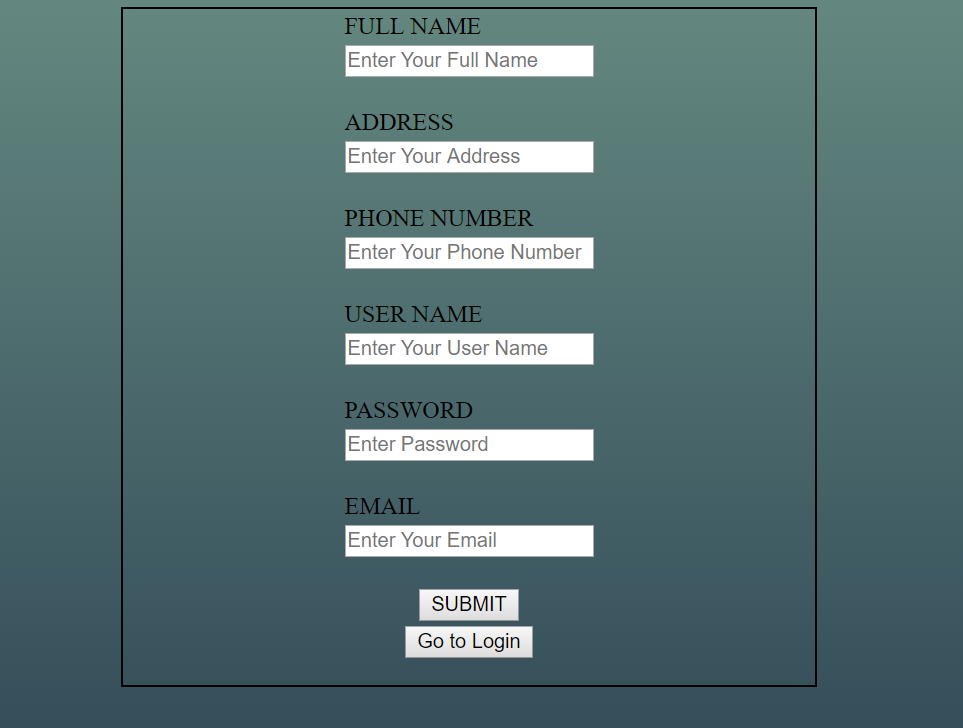 FULL NAME
Enter Your Full Name
ADDRESS
Enter Your Address
PHONE NUMBER
Enter Your Phone Number
USER NAME
Enter Your User Name
PASSWORD
Enter Password
EMAIL
Enter Your Email
SUBMIT
Go to Login